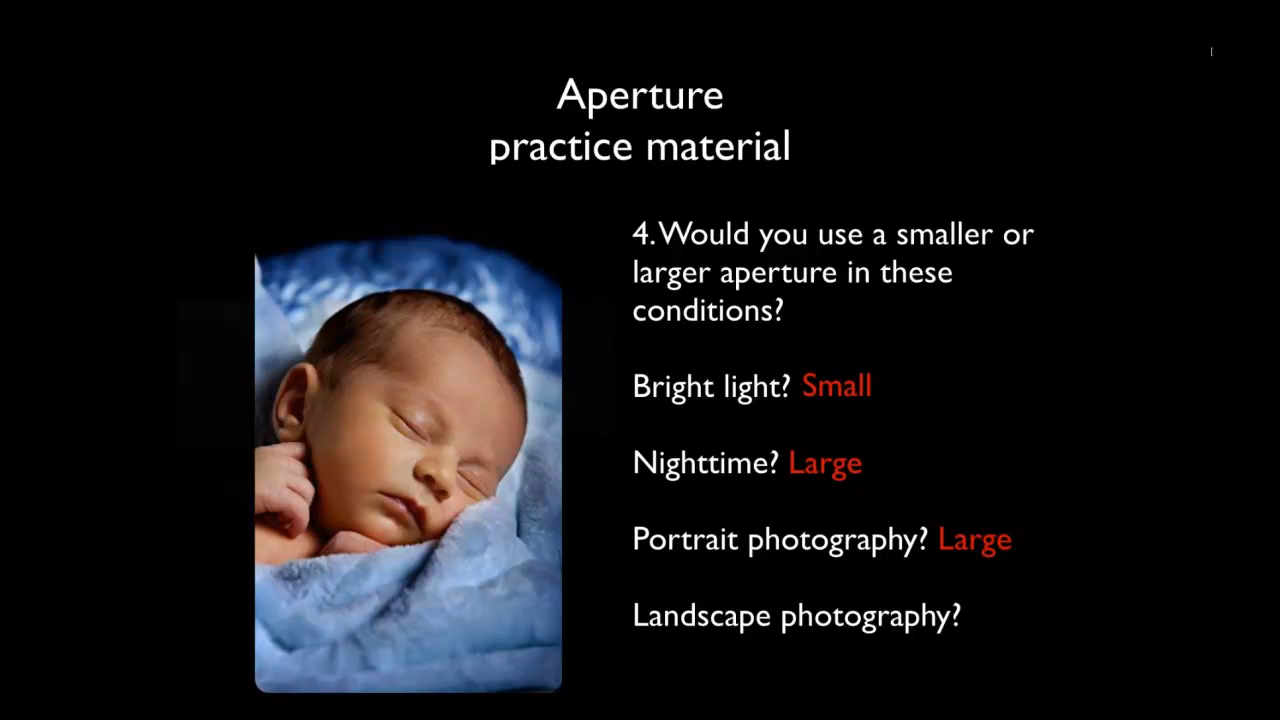 Aperture
practice material
4. Would you use a smaller or
larger aperture in these
conditions?
Bright light? Small
Nighttime? Large
Portrait photography? Large
Landscape photography?